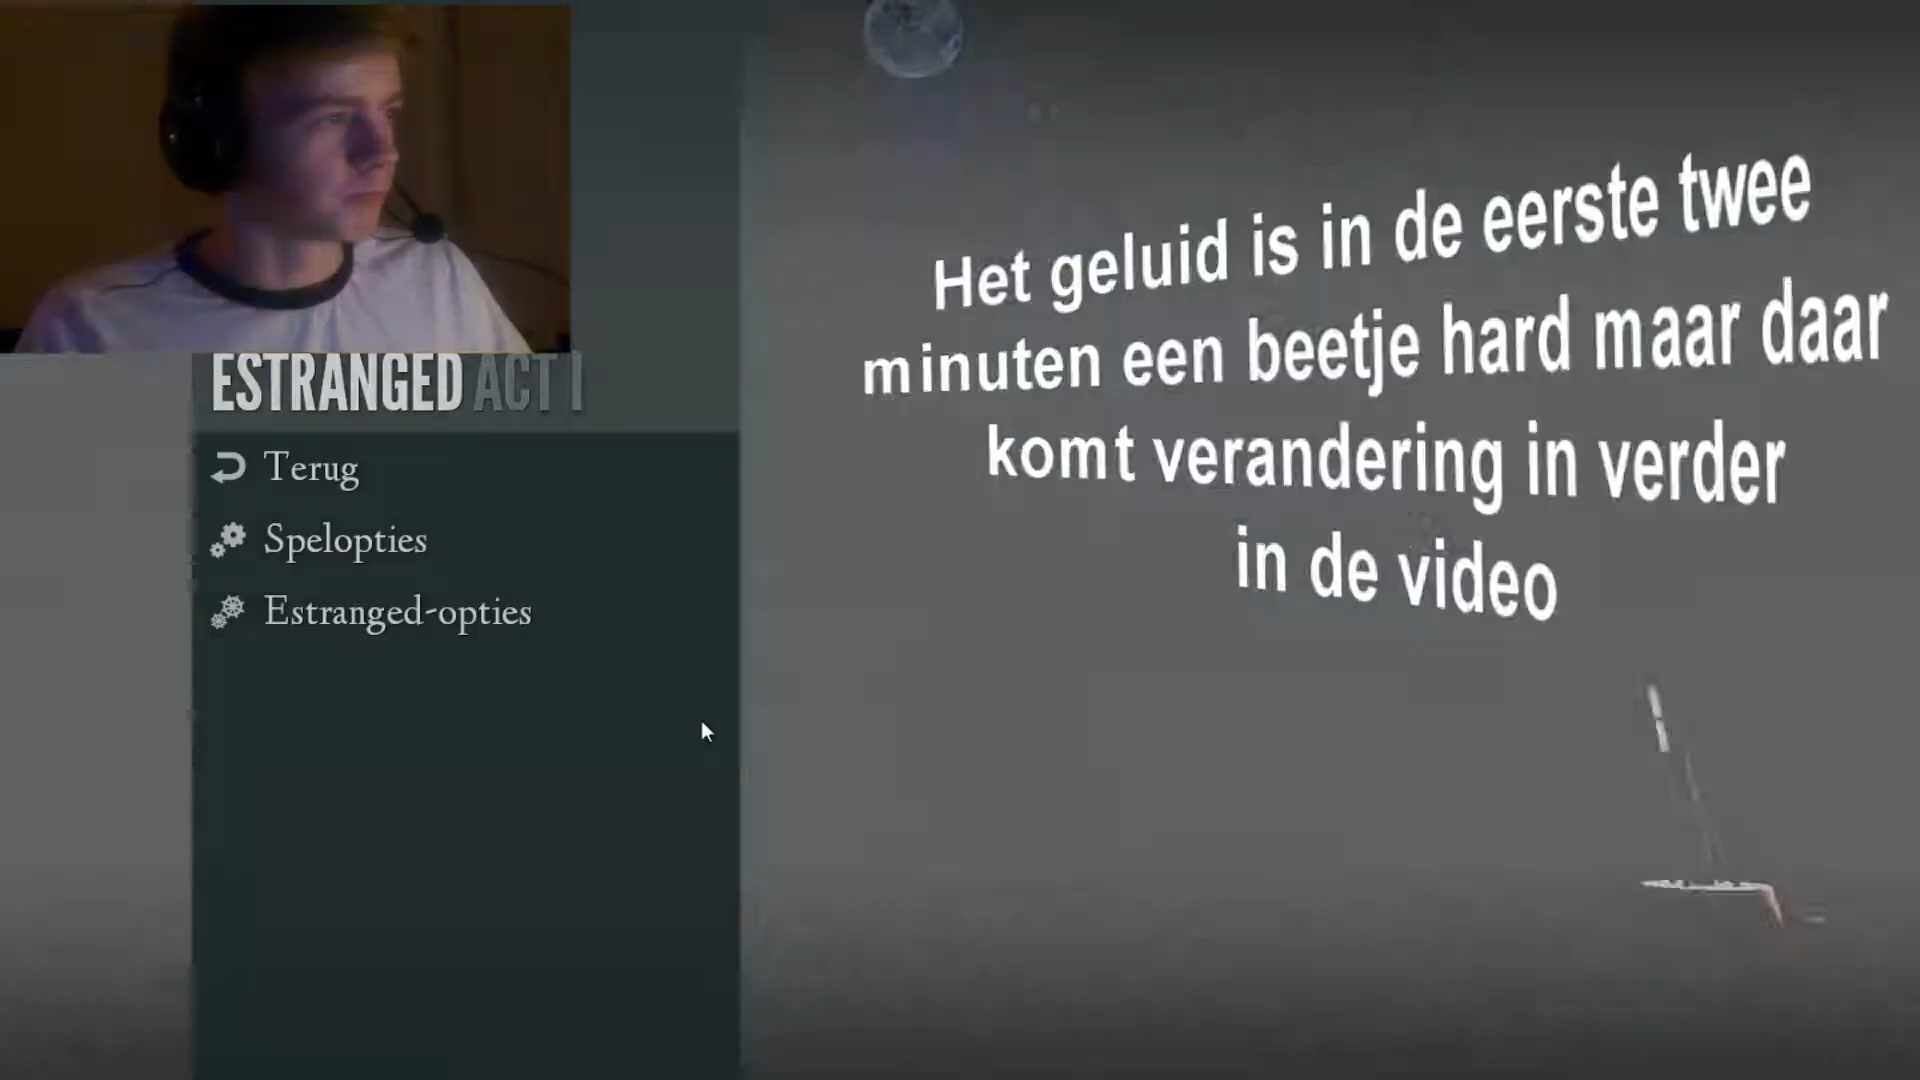 ESTRANGED ACT I
Terug
Spelopties
Estranged-opties
Het geluid is in de eerste twee
minuten een beetje hard maar daar
komt verandering in verder
in de video